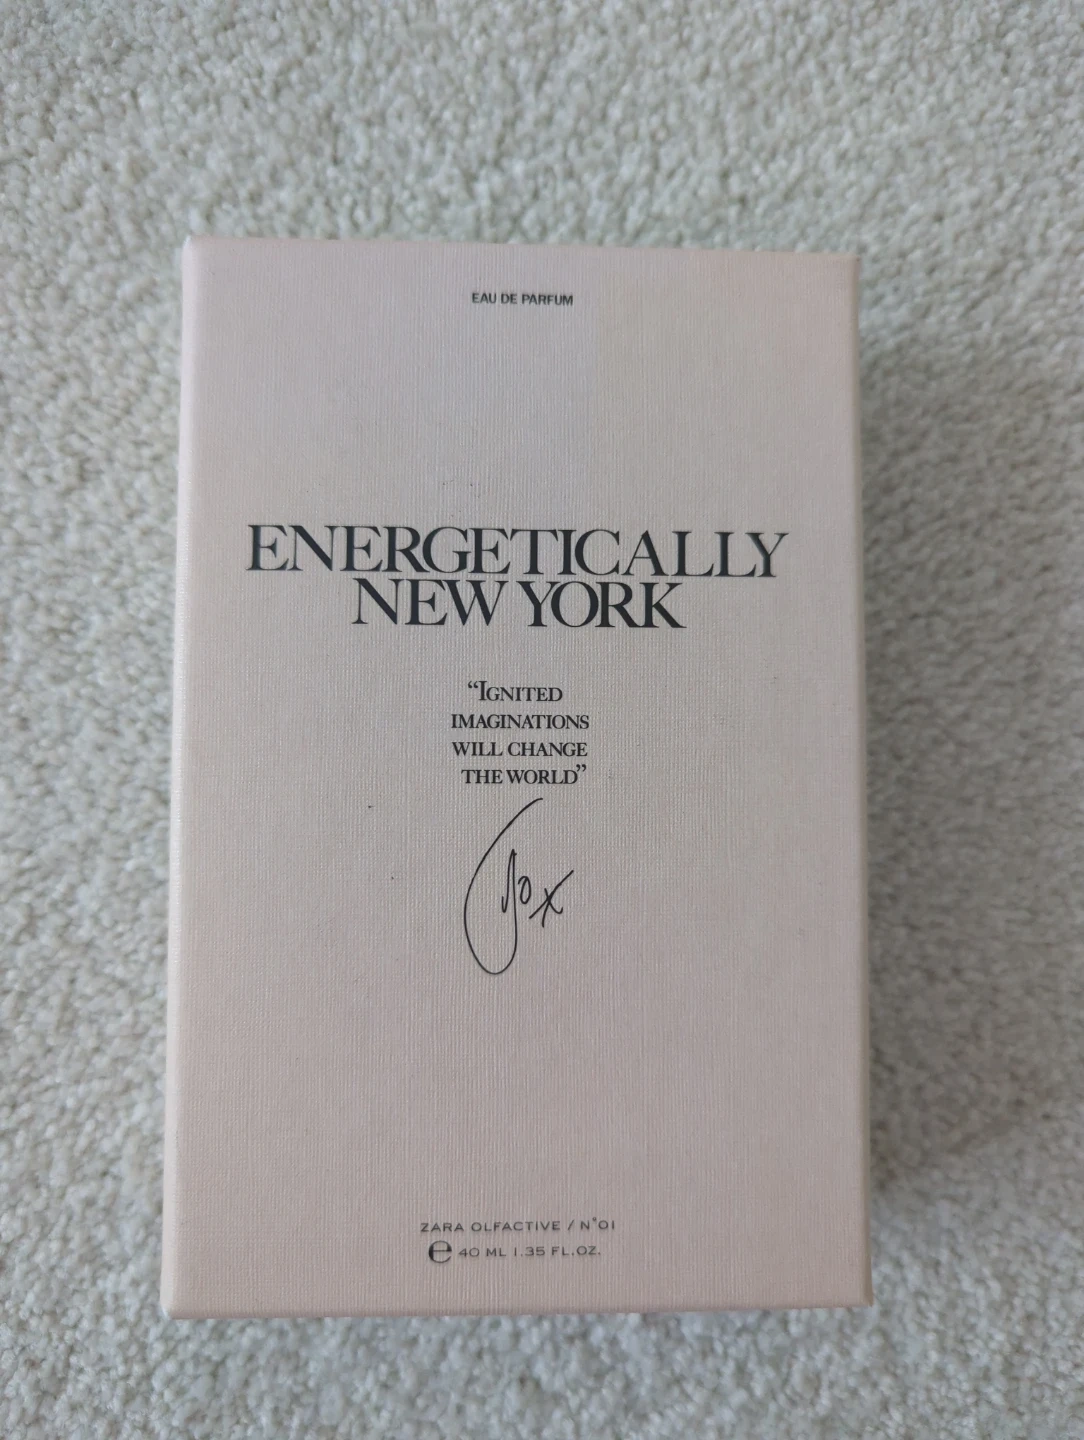 EAU DE PARFUM
ENERGETICALLY
NEW YORK
“IGNITED
IMAGINATIONS
WILL CHANGE
THE WORLD”
Jo x
ZARA OLFACTIVE / N°01
℮ 40 ML 1.35 FL.OZ.